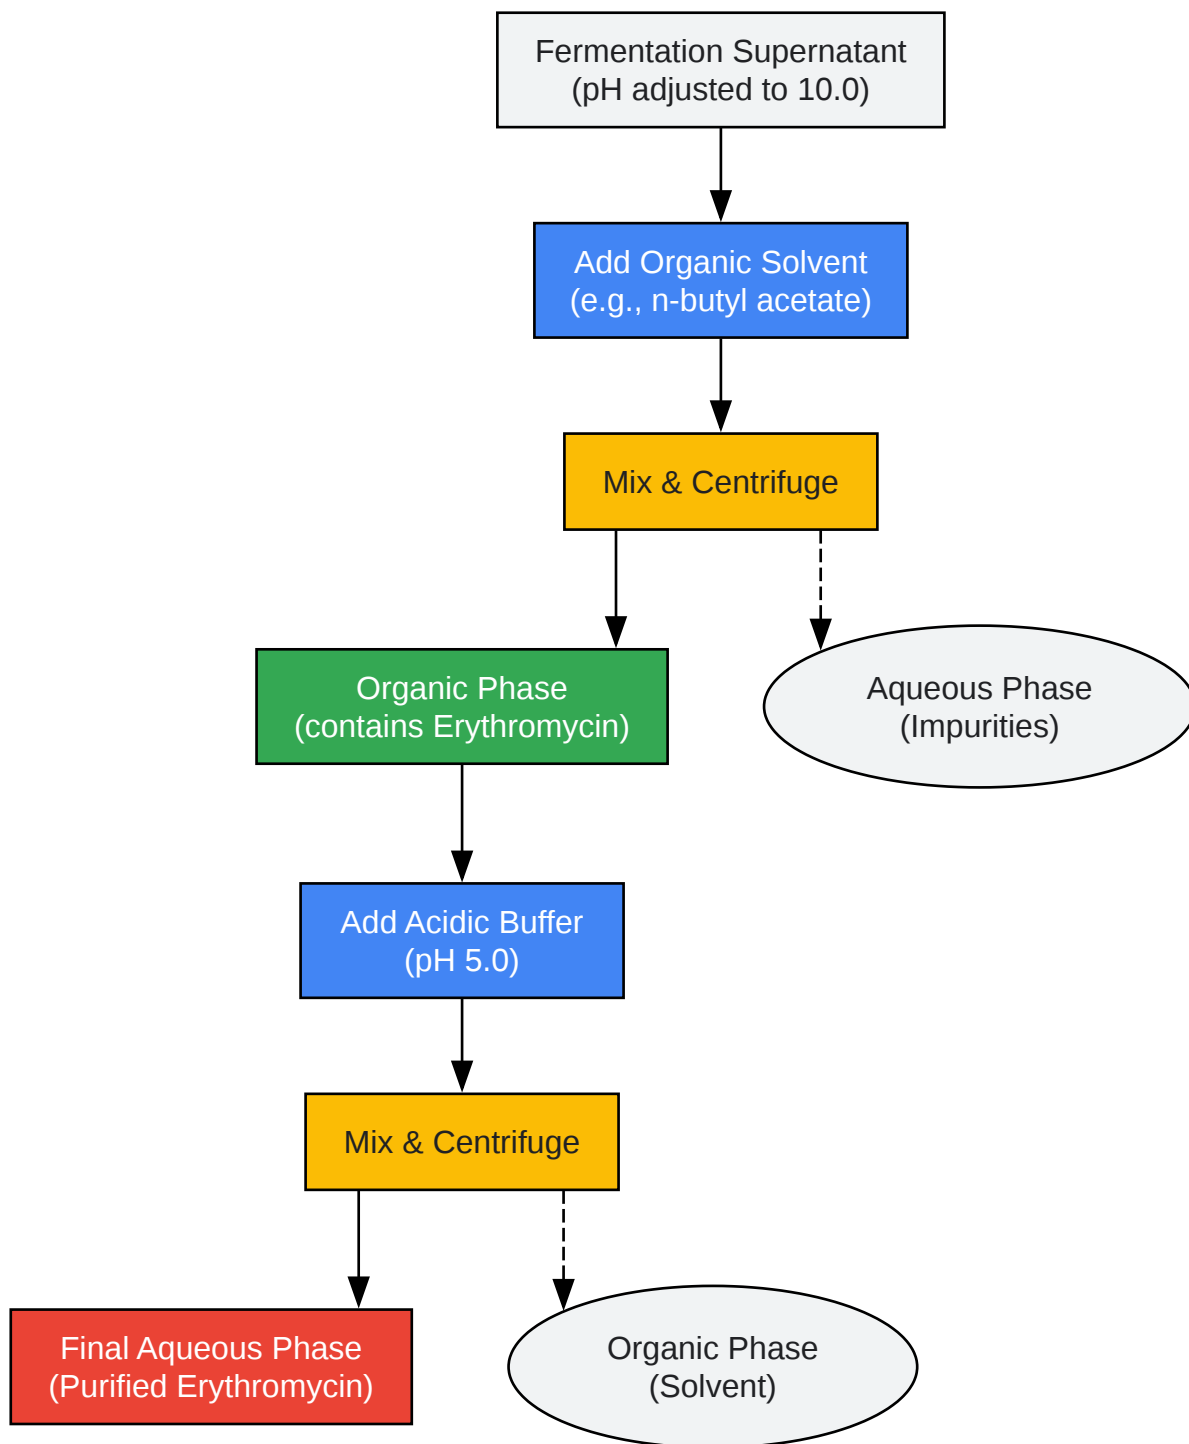 Fermentation Supernatant
(pH adjusted to 10.0)
Add Organic Solvent
(e.g., n-butyl acetate)
Mix & Centrifuge
Organic Phase
(contains Erythromycin)
Aqueous Phase
(Impurities)
Add Acidic Buffer
(pH 5.0)
Mix & Centrifuge
Final Aqueous Phase
(Purified Erythromycin)
Organic Phase
(Solvent)